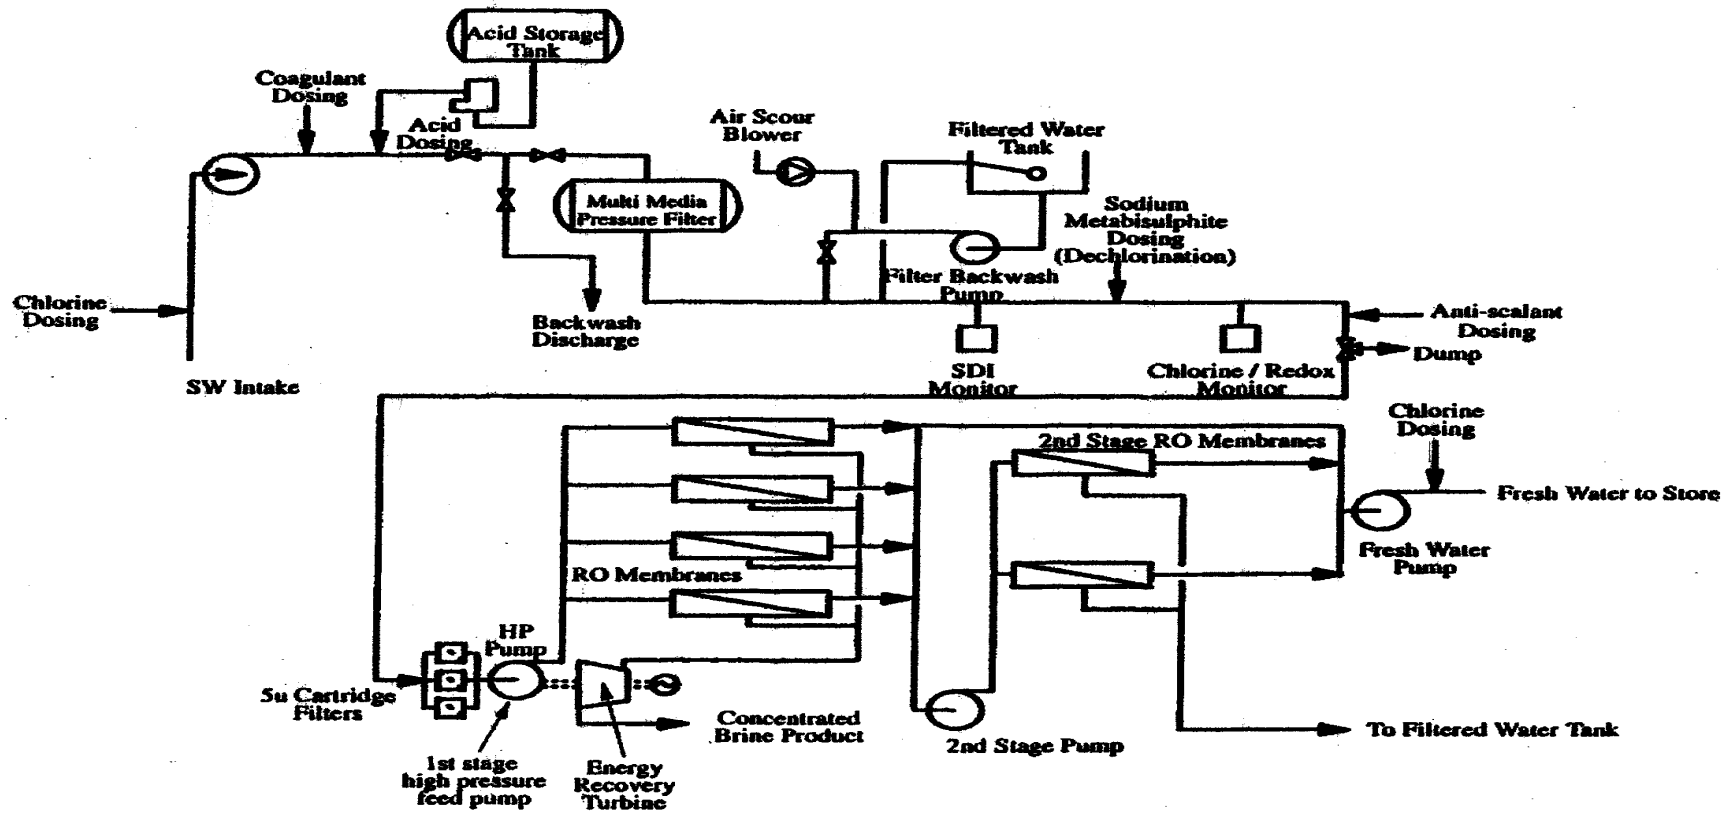 Acid Storage
Tank
Coagulant
Dosing
Acid
Dosing
Air Scour
Blower
Filtered Water
Tank
Multi Media
Pressure Filter
Sodium
Metabisulphite
Dosing
(Dechlorination)
Filter Backwash
Pump
Chlorine
Dosing
Backwash
Discharge
Anti-scalant
Dosing
Dump
SW Intake
SDI
Monitor
Chlorine / Redox
Monitor
Chlorine
Dosing
2nd Stage RO Membranes
Fresh Water to Store
Fresh Water
Pump
RO Membranes
HP
Pump
5u Cartridge
Filters
Concentrated
Brine Product
2nd Stage Pump
To Filtered Water Tank
1st stage
high pressure
feed pump
Energy
Recovery
Turbine